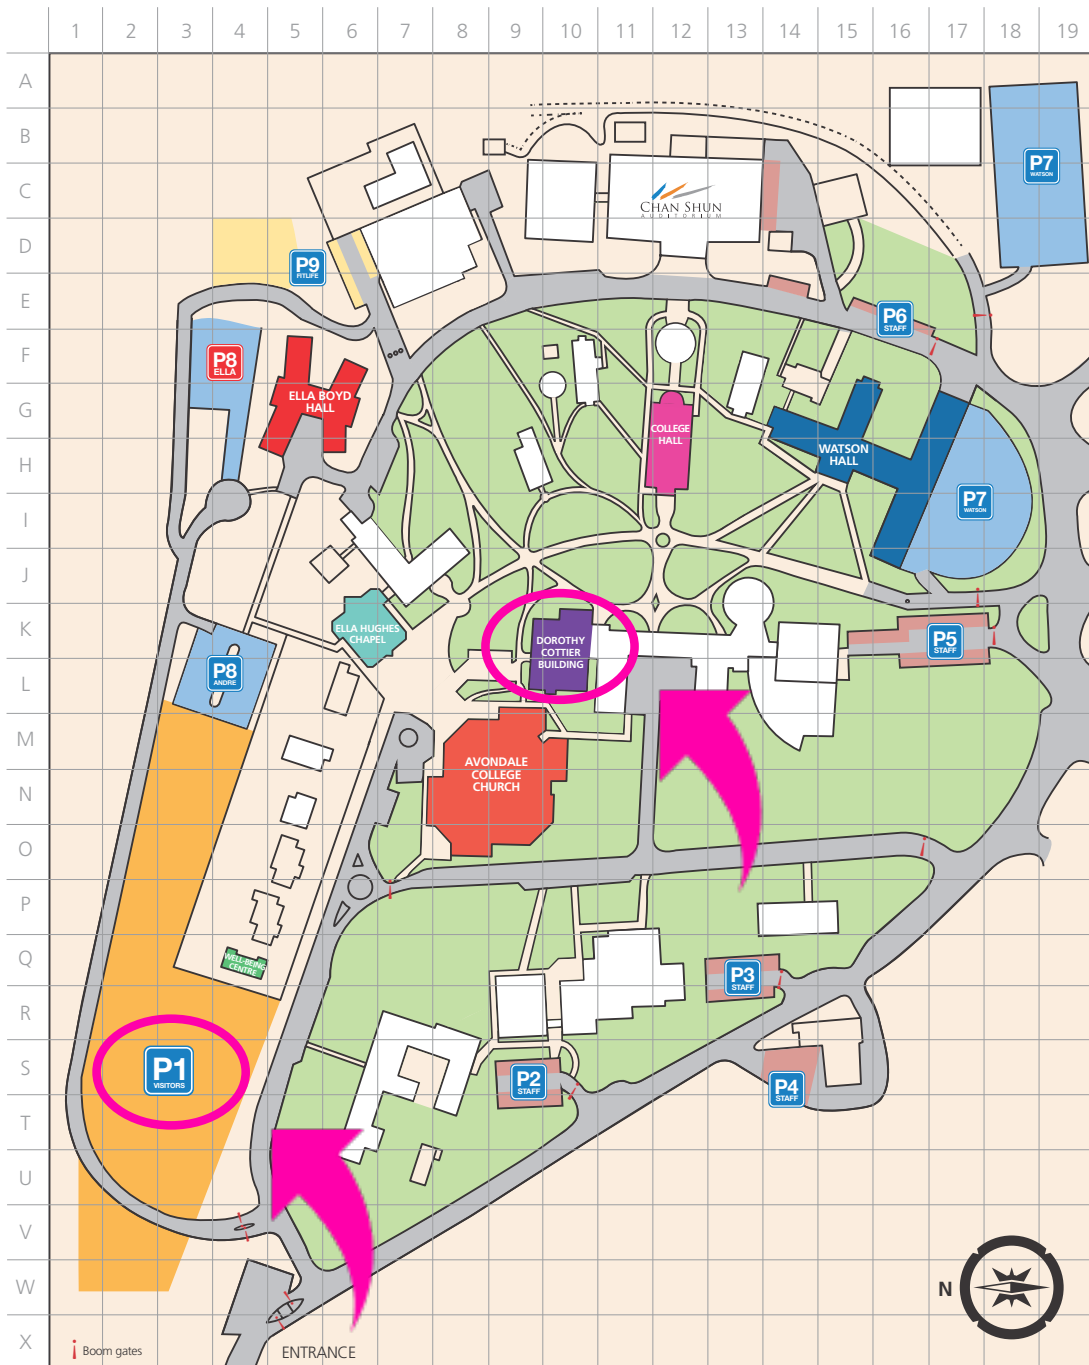 1 2 3 4 5 6 7 8 9 10 11 12 13 14 15 16 17 18 19
A
B
P7
WATSON
C
CHAN SHUN
AUDITORIUM
D
P9
FITLIFE
E
P6
STAFF
F
P8
ELLA
G
ELLA BOYD
HALL
COLLEGE
HALL
H
WATSON
HALL
I
P7
WATSON
J
K
ELLA HUGHES
CHAPEL
DOROTHY
COTTIER
BUILDING
P5
STAFF
L
P8
ANDRE
M
AVONDALE
COLLEGE
CHURCH
N
O
P
Q
WELL-BEING
CENTRE
P3
STAFF
R
S
P1
VISITORS
P2
STAFF
P4
STAFF
T
U
V
W
N
X
Boom gates
ENTRANCE